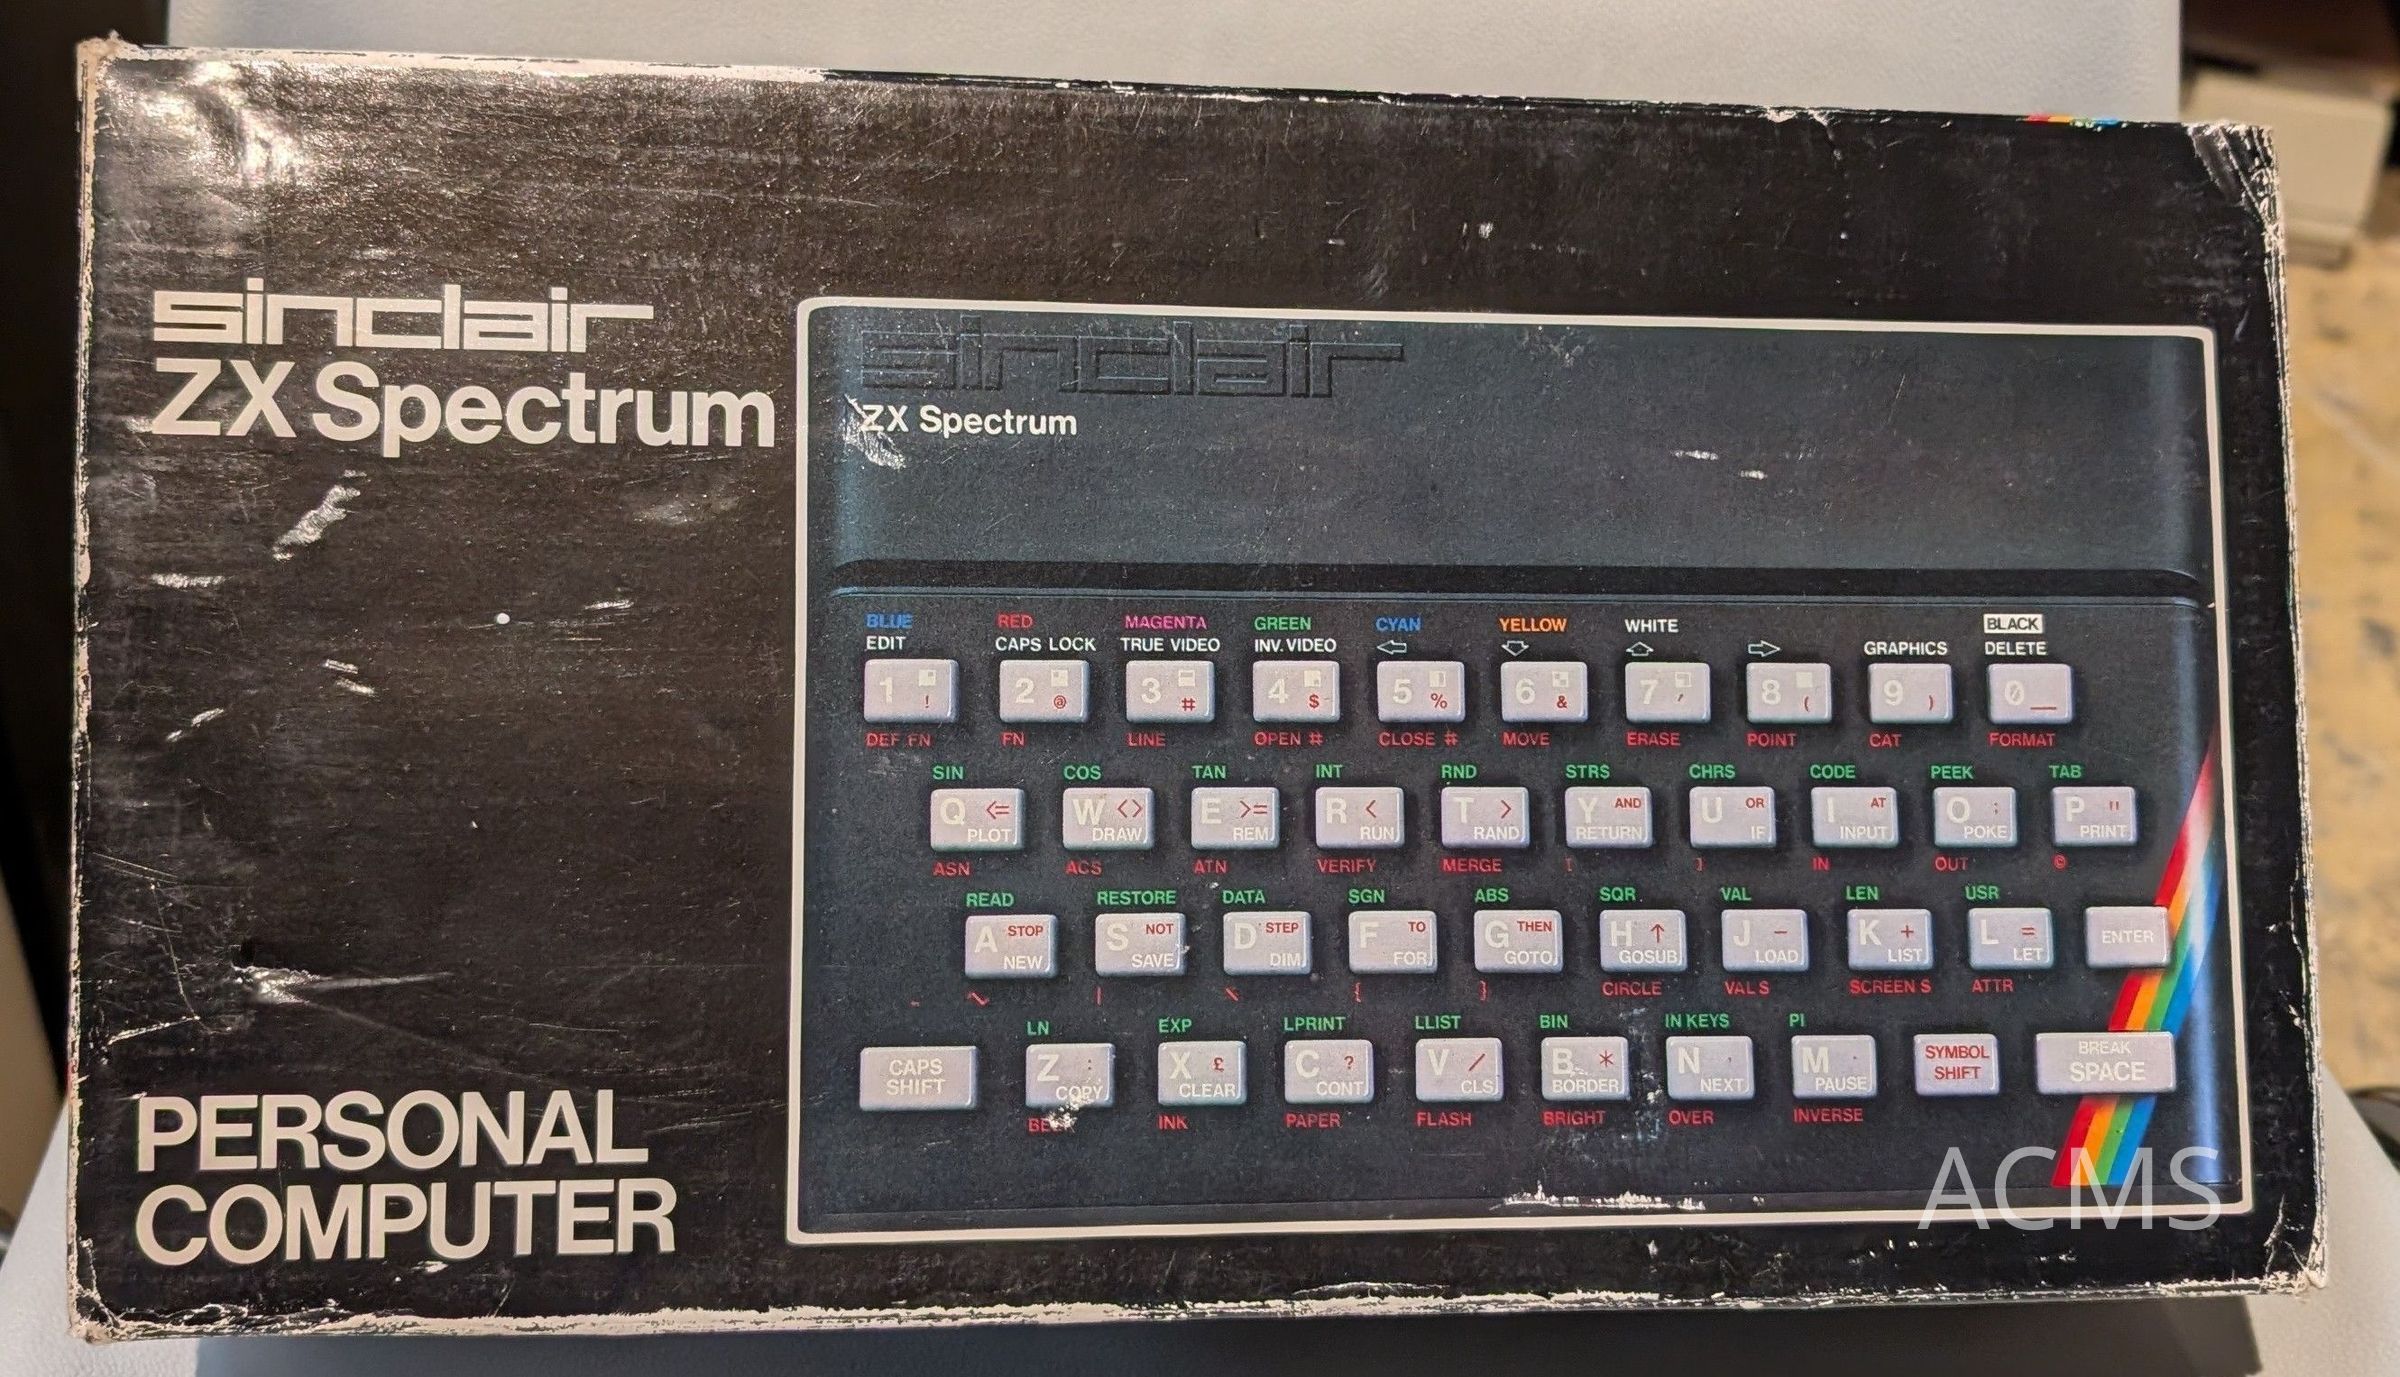 sinclair
ZX Spectrum
PERSONAL
COMPUTER
sinclair
ZX Spectrum
BLUE RED MAGENTA GREEN CYAN YELLOW WHITE BLACK
EDIT CAPS LOCK TRUE VIDEO INV. VIDEO GRAPHICS DELETE
1 ! 2 @ 3 # 4 $ 5 % 6 & 7 ' 8 ( 9 ) 0 _
DEF FN FN LINE OPEN # CLOSE # MOVE ERASE POINT CAT FORMAT
SIN COS TAN INT RND STRS CHRS CODE PEEK TAB
Q <= W <> E >= R < T > Y AND U OR I AT O ; P "
PLOT DRAW REM RUN RAND RETURN IF INPUT POKE PRINT
ASN ACS ATN VERIFY MERGE [ ] IN OUT ©
READ RESTORE DATA SGN ABS SQR VAL LEN USR
A STOP S NOT D STEP F TO G THEN H ↑ J − K + L = ENTER
NEW SAVE DIM FOR GOTO GOSUB LOAD LIST LET
~ | \ { } CIRCLE VAL S SCREEN S ATTR
LN EXP LPRINT LLIST BIN IN KEYS PI
CAPS Z : X £ C ? V / B * N , M . SYMBOL BREAK
SHIFT COPY CLEAR CONT CLS BORDER NEXT PAUSE SHIFT SPACE
INK PAPER FLASH BRIGHT OVER INVERSE
ACMS